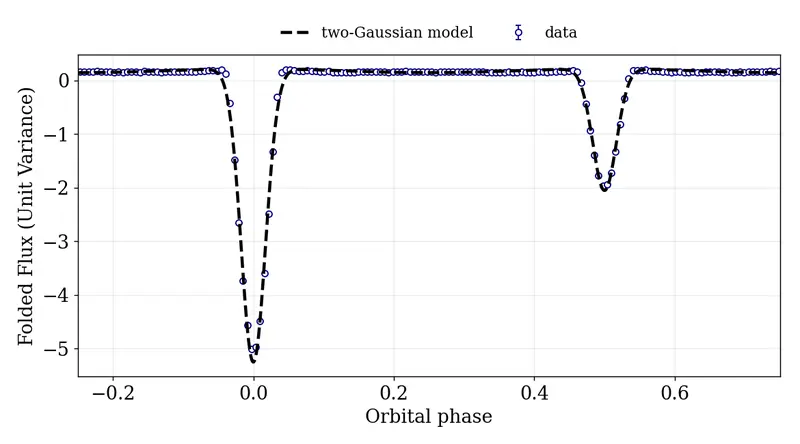 two-Gaussian model
data
Folded Flux (Unit Variance)
0
−1
−2
−3
−4
−5
−0.2
0.0
0.2
0.4
0.6
Orbital phase